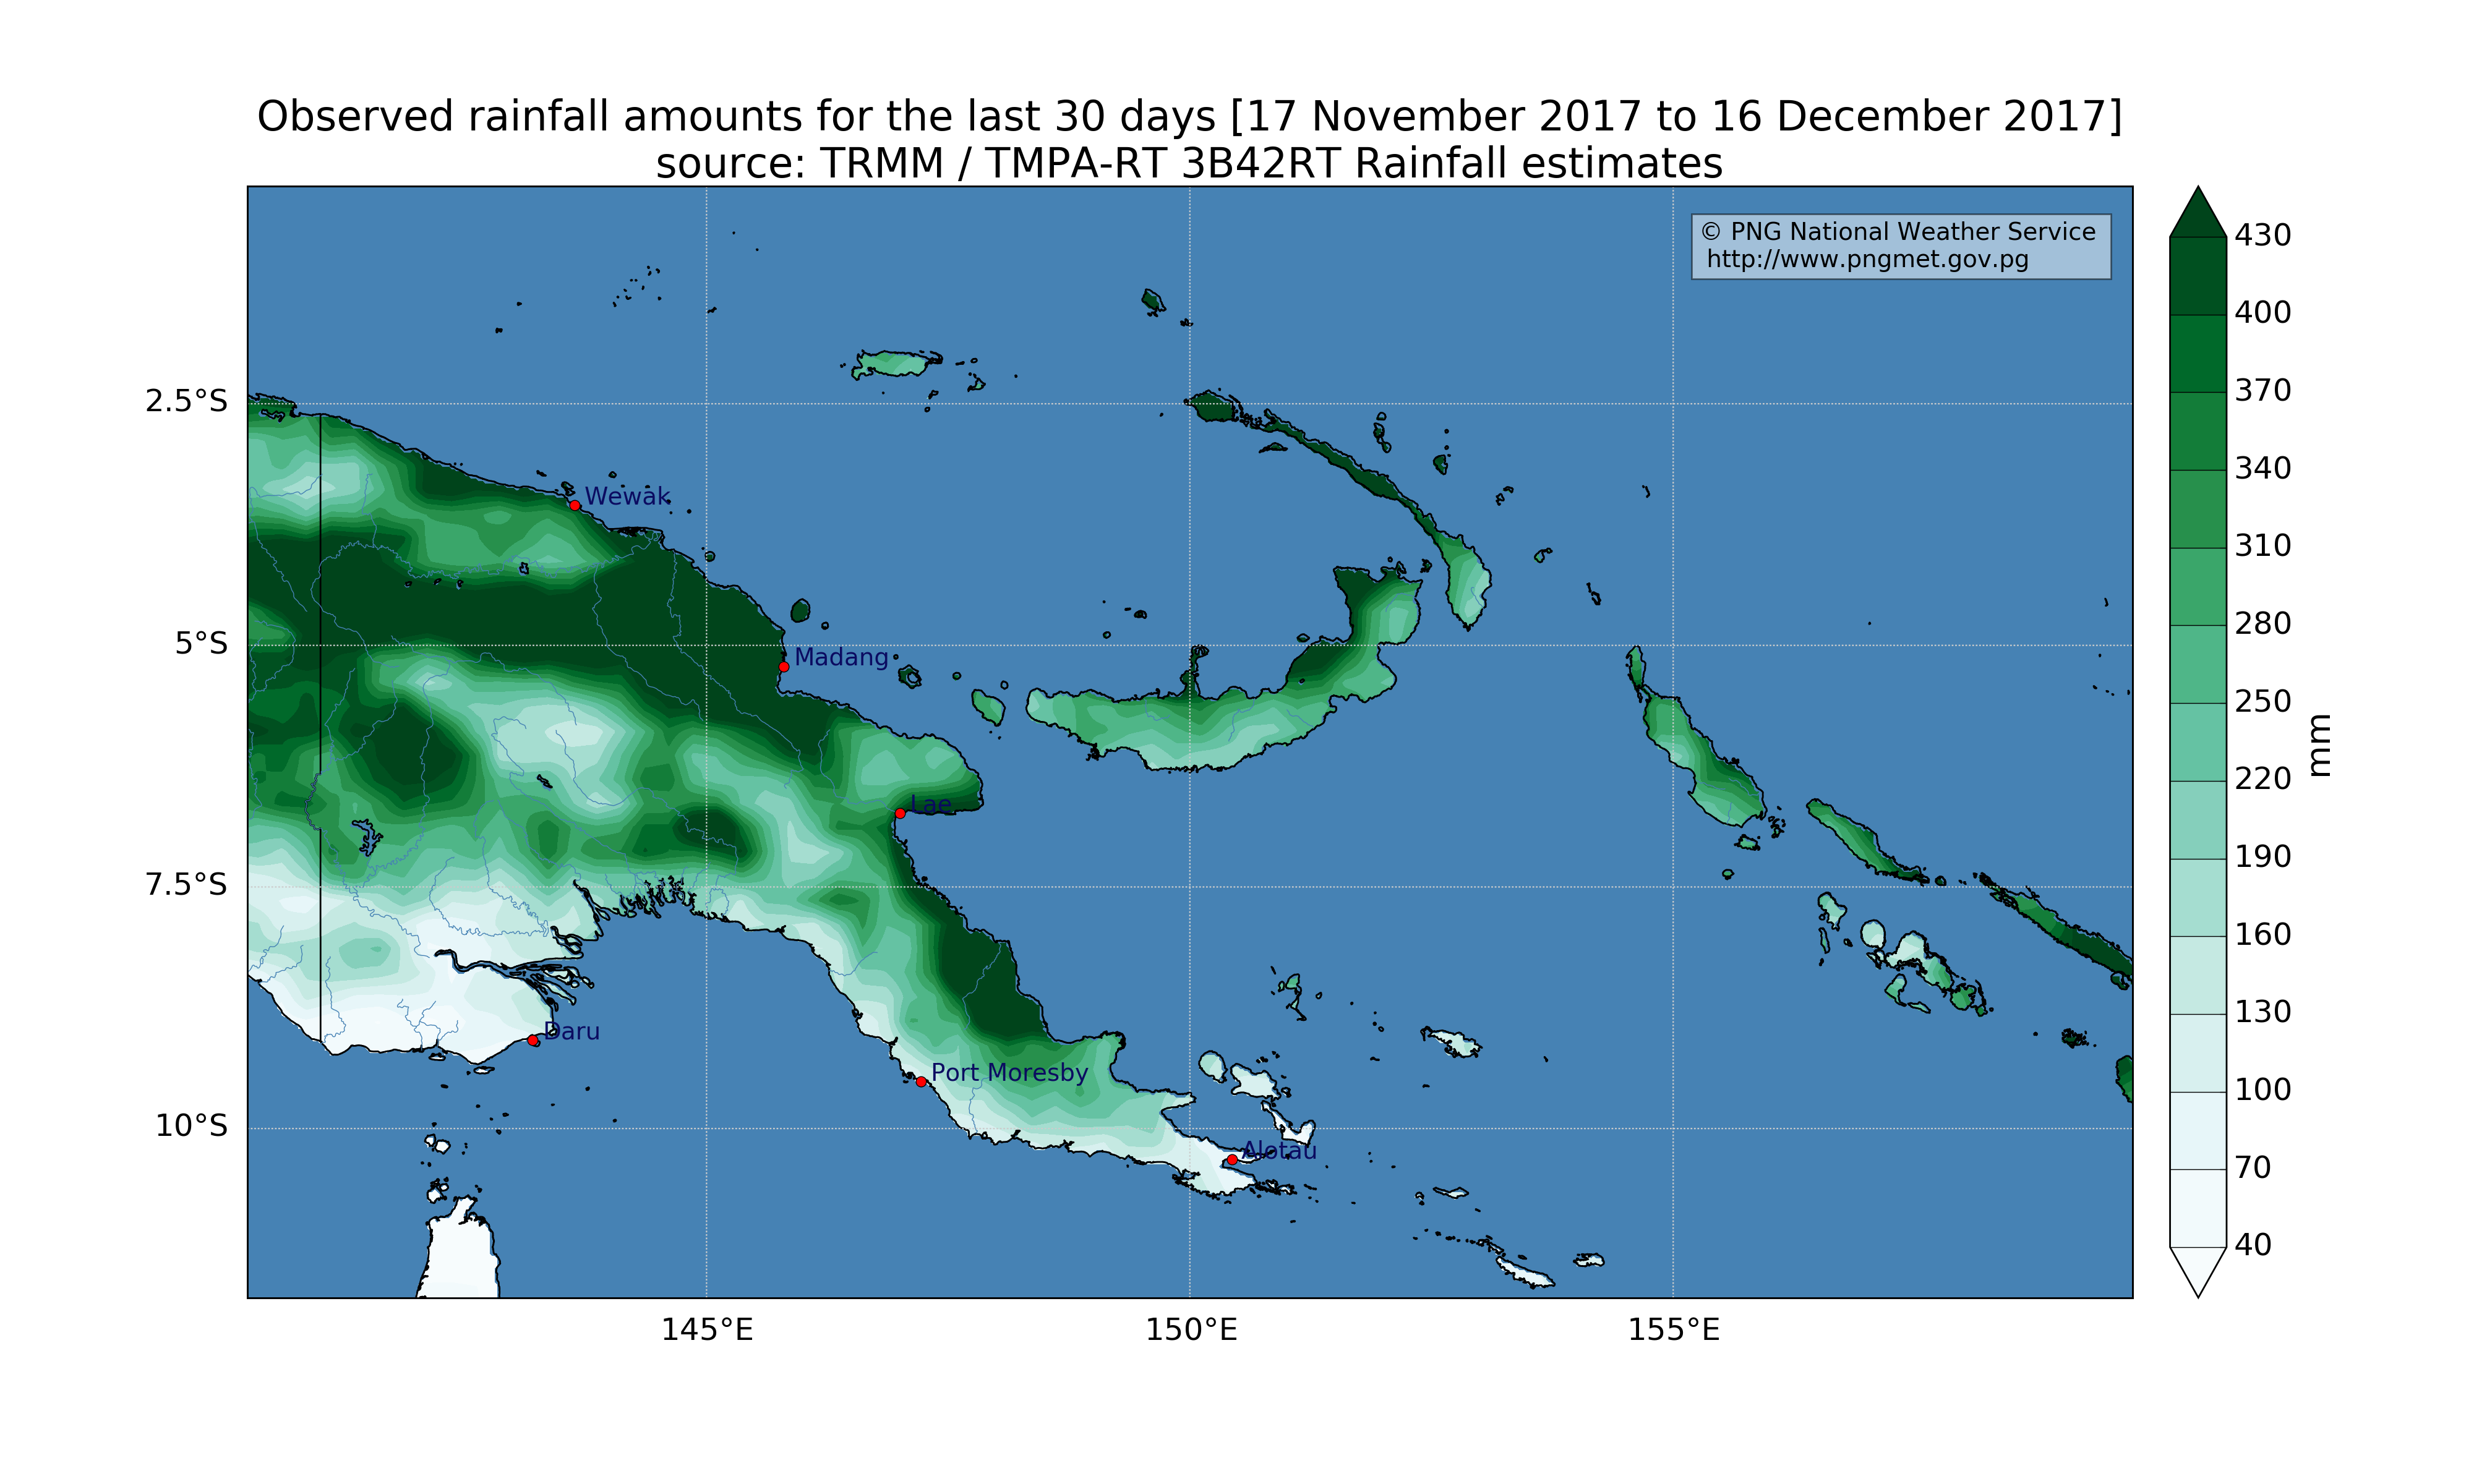 Observed rainfall amounts for the last 30 days [17 November 2017 to 16 December 2017]
source: TRMM / TMPA-RT 3B42RT Rainfall estimates
© PNG National Weather Service
http://www.pngmet.gov.pg
2.5°S
5°S
7.5°S
10°S
Wewak
Madang
Lae
Daru
Port Moresby
Alotau
145°E
150°E
155°E
430
400
370
340
310
280
250
220
190
160
130
100
70
40
mm